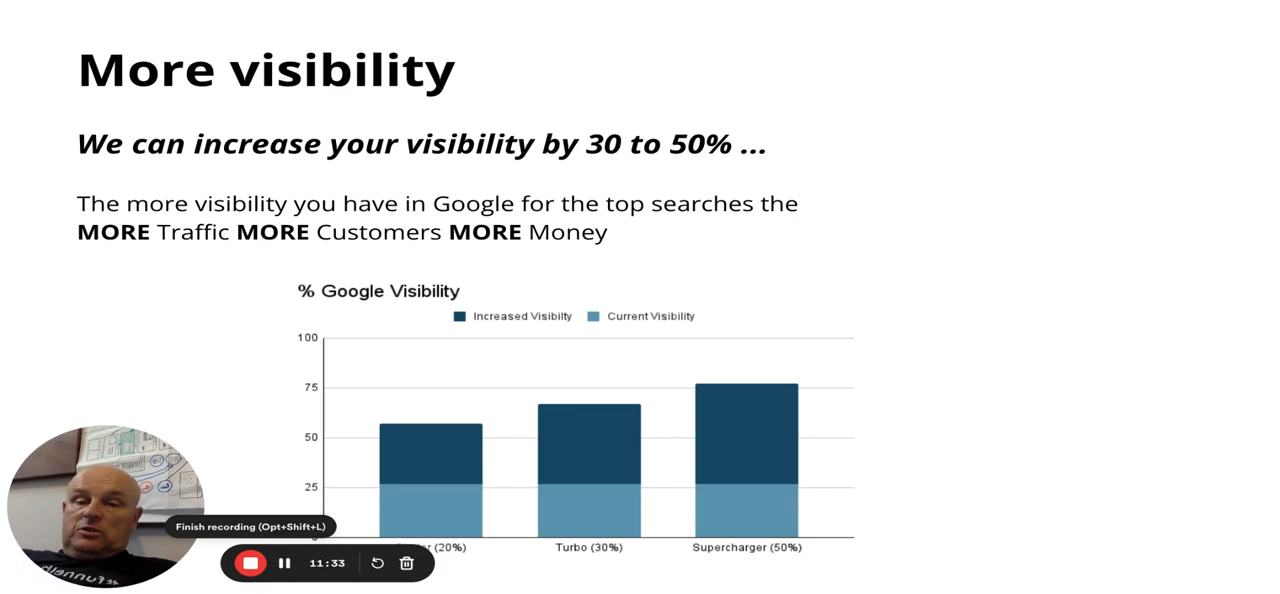 More visibility
We can increase your visibility by 30 to 50% ...
The more visibility you have in Google for the top searches the
MORE Traffic MORE Customers MORE Money
% Google Visibility
Increased Visibilty
Current Visibility
100
75
50
25
(20%)
Turbo (30%)
Supercharger (50%)
Finish recording (Opt+Shift+L)
11:33